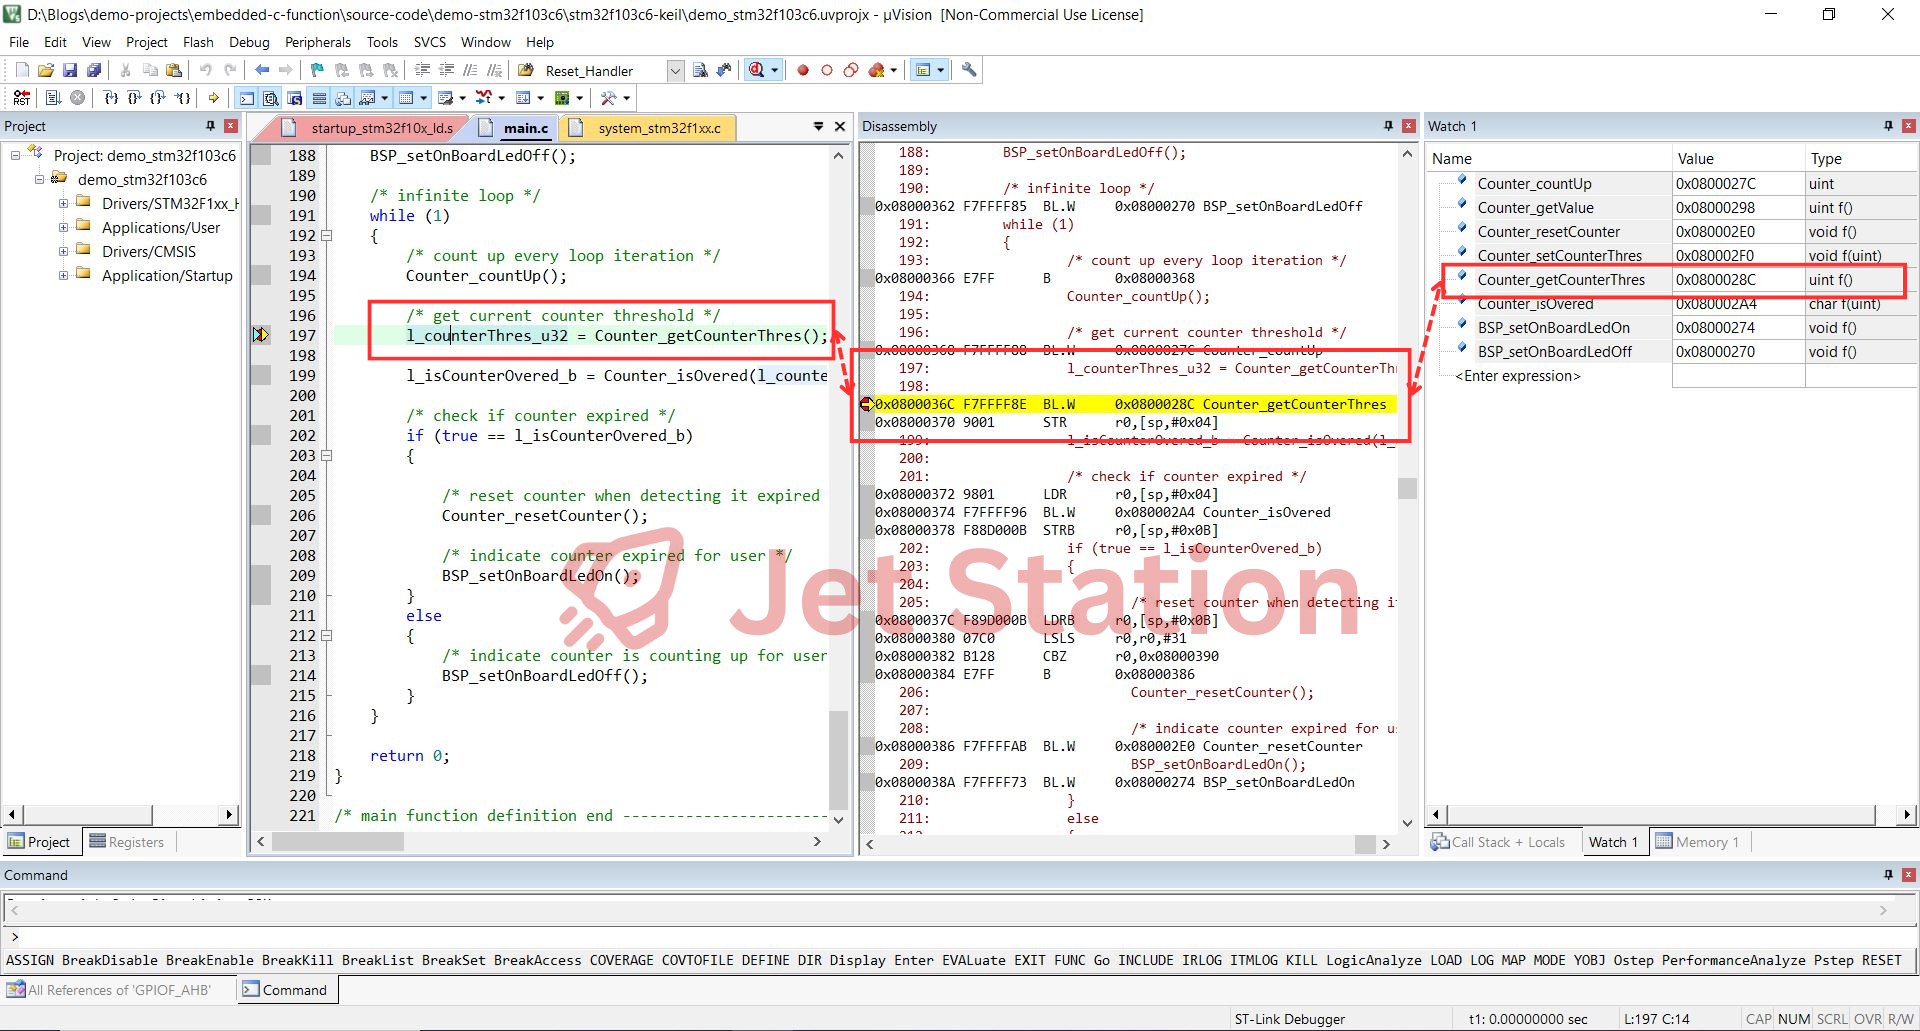 D:\Blogs\demo-projects\embedded-c-function\source-code\demo-stm32f103c6\stm32f103c6-keil\demo_stm32f103c6.uvprojx - µVision  [Non-Commercial Use License]
File Edit View Project Flash Debug Peripherals Tools SVCS Window Help
Reset_Handler
RST
Project
Project: demo_stm32f103c6
demo_stm32f103c6
Drivers/STM32F1xx_H
Applications/User
Drivers/CMSIS
Application/Startup
Project Registers
startup_stm32f10x_ld.s main.c system_stm32f1xx.c
188 BSP_setOnBoardLedOff();
189
190 /* infinite loop */
191 while (1)
192 {
193 /* count up every loop iteration */
194 Counter_countUp();
195
196 /* get current counter threshold */
197 l_counterThres_u32 = Counter_getCounterThres();
198
199 l_isCounterOvered_b = Counter_isOvered(l_counte
200
201 /* check if counter expired */
202 if (true == l_isCounterOvered_b)
203 {
204
205 /* reset counter when detecting it expired
206 Counter_resetCounter();
207
208 /* indicate counter expired for user */
209 BSP_setOnBoardLedOn();
210 }
211 else
212 {
213 /* indicate counter is counting up for user
214 BSP_setOnBoardLedOff();
215 }
216 }
217
218 return 0;
219 }
220
221 /* main function definition end -----------------------
Disassembly
188: BSP_setOnBoardLedOff();
189:
190: /* infinite loop */
0x08000362 F7FFFF85 BL.W 0x08000270 BSP_setOnBoardLedOff
191: while (1)
192: {
193: /* count up every loop iteration */
0x08000366 E7FF B 0x08000368
194: Counter_countUp();
195:
196: /* get current counter threshold */
0x08000368 F7FFFF88 BL.W 0x0800027C Counter_countUp
197: l_counterThres_u32 = Counter_getCounterTh
198:
0x0800036C F7FFFF8E BL.W 0x0800028C Counter_getCounterThres
0x08000370 9001 STR r0,[sp,#0x04]
199: l_isCounterOvered_b = Counter_isOvered(l_
200:
201: /* check if counter expired */
0x08000372 9801 LDR r0,[sp,#0x04]
0x08000374 F7FFFF96 BL.W 0x080002A4 Counter_isOvered
0x08000378 F88D000B STRB r0,[sp,#0x0B]
202: if (true == l_isCounterOvered_b)
203: {
204:
205: /* reset counter when detecting i
0x0800037C F89D000B LDRB r0,[sp,#0x0B]
0x08000380 07C0 LSLS r0,r0,#31
0x08000382 B128 CBZ r0,0x08000390
0x08000384 E7FF B 0x08000386
206: Counter_resetCounter();
207:
208: /* indicate counter expired for u
0x08000386 F7FFFFAB BL.W 0x080002E0 Counter_resetCounter
209: BSP_setOnBoardLedOn();
0x0800038A F7FFFF73 BL.W 0x08000274 BSP_setOnBoardLedOn
210: }
211: else
212: {
Watch 1
Name Value Type
Counter_countUp 0x0800027C uint
Counter_getValue 0x08000298 uint f()
Counter_resetCounter 0x080002E0 void f()
Counter_setCounterThres 0x080002F0 void f(uint)
Counter_getCounterThres 0x0800028C uint f()
Counter_isOvered 0x080002A4 char f(uint)
BSP_setOnBoardLedOn 0x08000274 void f()
BSP_setOnBoardLedOff 0x08000270 void f()
<Enter expression>
Call Stack + Locals Watch 1 Memory 1
Jet Station
Command
>
ASSIGN BreakDisable BreakEnable BreakKill BreakList BreakSet BreakAccess COVERAGE COVTOFILE DEFINE DIR Display Enter EVALuate EXIT FUNC Go INCLUDE IRLOG ITMLOG KILL LogicAnalyze LOAD LOG MAP MODE YOBJ Ostep PerformanceAnalyze Pstep RESET
All References of 'GPIOF_AHB' Command
ST-Link Debugger t1: 0.00000000 sec L:197 C:14 CAP NUM SCRL OVR R/W